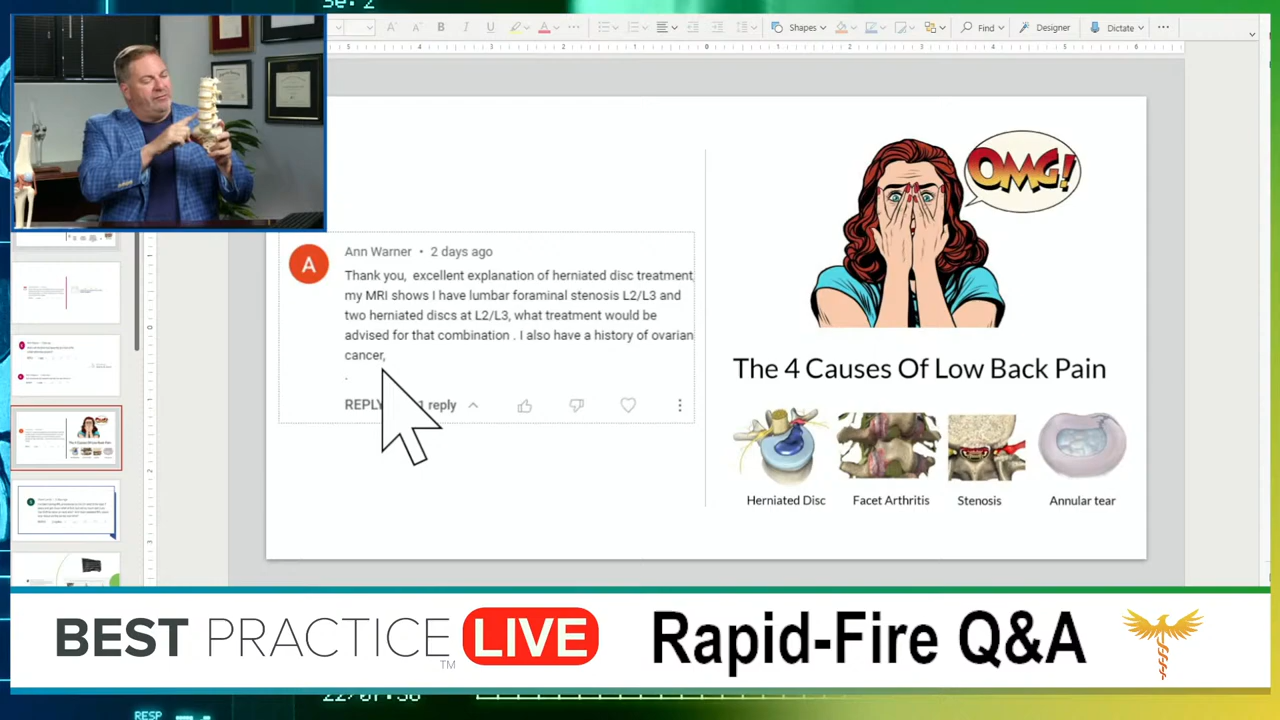 Shapes
Find
Designer
Dictate
Ann Warner • 2 days ago
A
Thank you, excellent explanation of herniated disc treatment,
my MRI shows I have lumbar foraminal stenosis L2/L3 and
two herniated discs at L2/L3, what treatment would be
advised for that combination . I also have a history of ovarian
cancer,
.
REPLY
1 reply
OMG!
The 4 Causes Of Low Back Pain
Herniated Disc
Facet Arthritis
Stenosis
Annular tear
BEST PRACTICE™ LIVE
Rapid-Fire Q&A
RESP